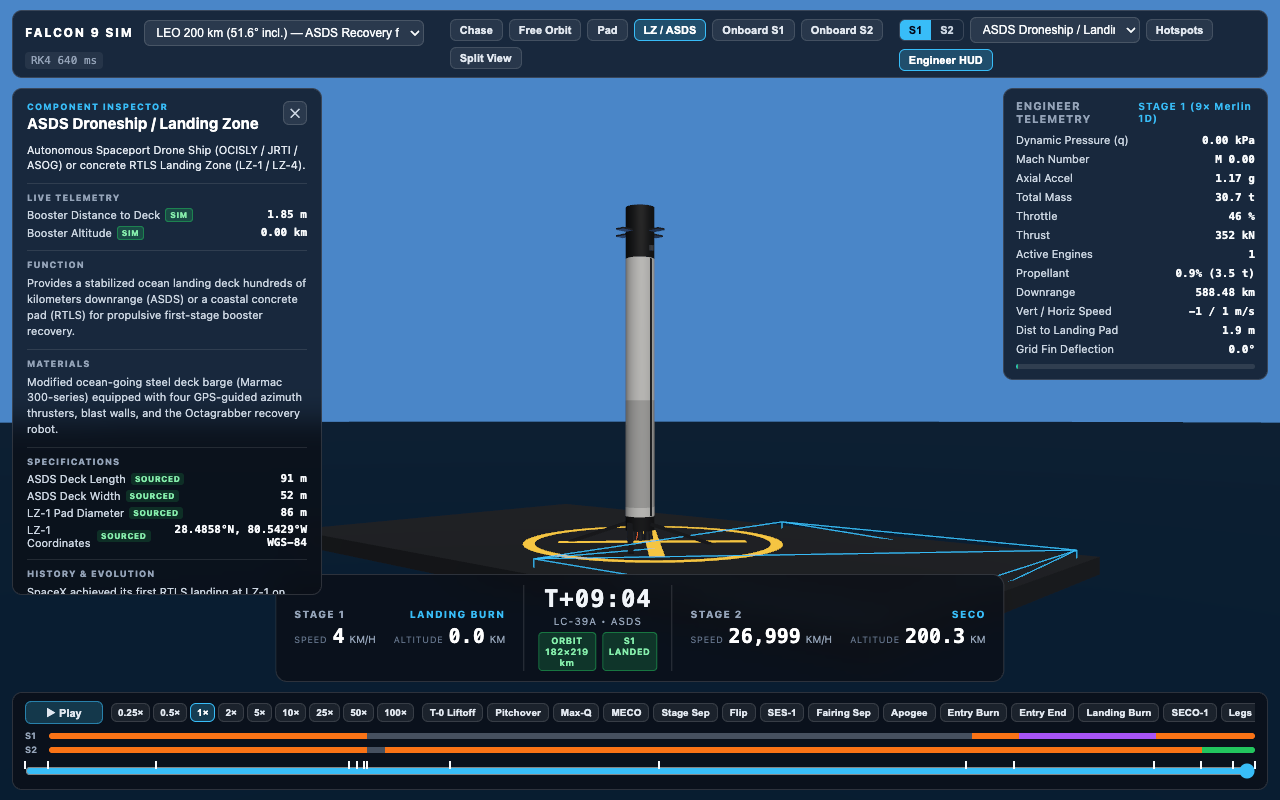 FALCON 9 SIM
LEO 200 km (51.6° incl.) — ASDS Recovery f
RK4 640 ms
Chase
Free Orbit
Pad
LZ / ASDS
Onboard S1
Onboard S2
Split View
S1
S2
ASDS Droneship / Landin
Hotspots
Engineer HUD
COMPONENT INSPECTOR
ASDS Droneship / Landing Zone
Autonomous Spaceport Drone Ship (OCISLY / JRTI /
ASOG) or concrete RTLS Landing Zone (LZ-1 / LZ-4).
LIVE TELEMETRY
Booster Distance to Deck SIM 1.85 m
Booster Altitude SIM 0.00 km
FUNCTION
Provides a stabilized ocean landing deck hundreds of
kilometers downrange (ASDS) or a coastal concrete
pad (RTLS) for propulsive first-stage booster
recovery.
MATERIALS
Modified ocean-going steel deck barge (Marmac
300-series) equipped with four GPS-guided azimuth
thrusters, blast walls, and the Octagrabber recovery
robot.
SPECIFICATIONS
ASDS Deck Length SOURCED 91 m
ASDS Deck Width SOURCED 52 m
LZ-1 Pad Diameter SOURCED 86 m
LZ-1 Coordinates SOURCED 28.4858°N, 80.5429°W WGS-84
HISTORY & EVOLUTION
SpaceX achieved its first RTLS landing at LZ-1 on
ENGINEER TELEMETRY
STAGE 1 (9× Merlin 1D)
Dynamic Pressure (q) 0.00 kPa
Mach Number M 0.00
Axial Accel 1.17 g
Total Mass 30.7 t
Throttle 46 %
Thrust 352 kN
Active Engines 1
Propellant 0.9% (3.5 t)
Downrange 588.48 km
Vert / Horiz Speed −1 / 1 m/s
Dist to Landing Pad 1.9 m
Grid Fin Deflection 0.0°
STAGE 1 LANDING BURN
SPEED 4 KM/H ALTITUDE 0.0 KM
T+09:04
LC-39A • ASDS
ORBIT 182×219 km
S1 LANDED
STAGE 2 SECO
SPEED 26,999 KM/H ALTITUDE 200.3 KM
▶ Play
0.25×
0.5×
1×
2×
5×
10×
25×
50×
100×
T-0 Liftoff
Pitchover
Max-Q
MECO
Stage Sep
Flip
SES-1
Fairing Sep
Apogee
Entry Burn
Entry End
Landing Burn
SECO-1
Legs
S1
S2